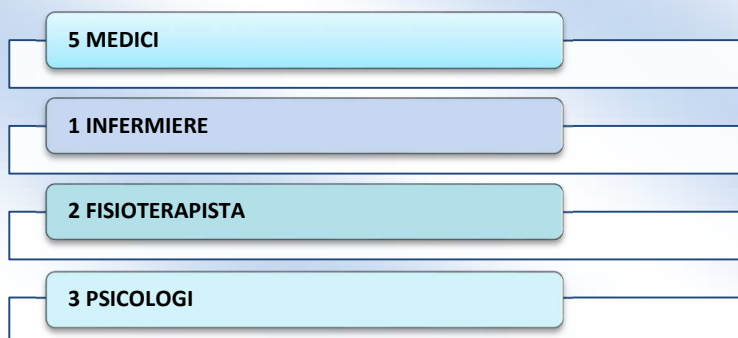 5 MEDICI
1 INFERMIERE
2 FISIOTERAPISTA
3 PSICOLOGI